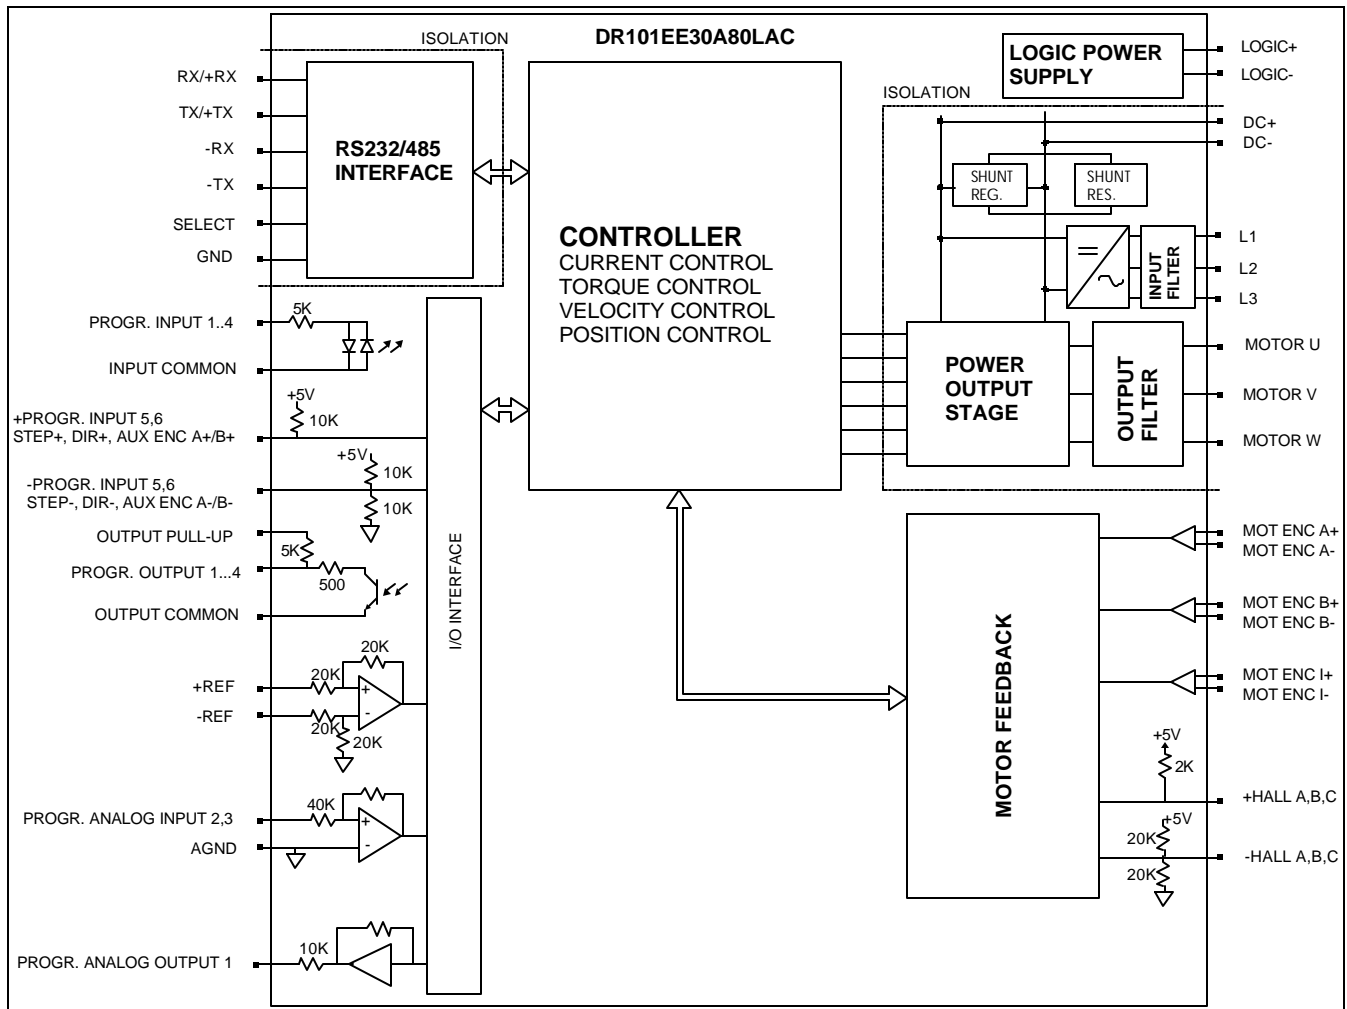 DR101EE30A80LAC
ISOLATION
RX/+RX
TX/+TX
-RX
-TX
SELECT
GND
RS232/485
INTERFACE
PROGR. INPUT 1..4
5K
INPUT COMMON
+5V
10K
+PROGR. INPUT 5,6
STEP+, DIR+, AUX ENC A+/B+
+5V
10K
10K
-PROGR. INPUT 5,6
STEP-, DIR-, AUX ENC A-/B-
OUTPUT PULL-UP
5K
PROGR. OUTPUT 1...4
500
OUTPUT COMMON
+REF
-REF
20K
20K
20K
20K
+
-
PROGR. ANALOG INPUT 2,3
AGND
40K
+
-
PROGR. ANALOG OUTPUT 1
10K
I/O INTERFACE
CONTROLLER
CURRENT CONTROL
TORQUE CONTROL
VELOCITY CONTROL
POSITION CONTROL
LOGIC POWER
SUPPLY
LOGIC+
LOGIC-
ISOLATION
DC+
DC-
SHUNT
REG.
SHUNT
RES.
INPUT
FILTER
L1
L2
L3
POWER
OUTPUT
STAGE
OUTPUT
FILTER
MOTOR U
MOTOR V
MOTOR W
MOTOR FEEDBACK
MOT ENC A+
MOT ENC A-
MOT ENC B+
MOT ENC B-
MOT ENC I+
MOT ENC I-
+5V
2K
+HALL A,B,C
+5V
20K
20K
-HALL A,B,C